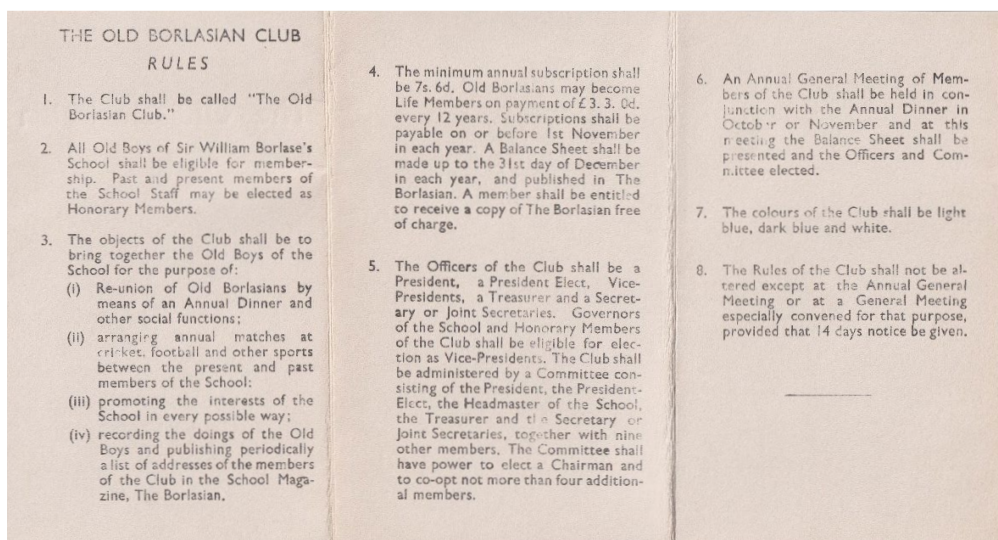 THE OLD BORLASIAN CLUB
RULES
1. The Club shall be called "The Old
Borlasian Club."
2. All Old Boys of Sir William Borlase's
School shall be eligible for member-
ship. Past and present members of
the School Staff may be elected as
Honorary Members.
3. The objects of the Club shall be to
bring together the Old Boys of the
School for the purpose of:
(i) Re-union of Old Borlasians by
means of an Annual Dinner and
other social functions;
(ii) arranging annual matches at
cricket, football and other sports
between the present and past
members of the School:
(iii) promoting the interests of the
School in every possible way;
(iv) recording the doings of the Old
Boys and publishing periodically
a list of addresses of the members
of the Club in the School Maga-
zine, The Borlasian.
4. The minimum annual subscription shall
be 7s. 6d. Old Borlasians may become
Life Members on payment of £3. 3. 0d.
every 12 years. Subscriptions shall be
payable on or before 1st November
in each year. A Balance Sheet shall be
made up to the 31st day of December
in each year, and published in The
Borlasian. A member shall be entitled
to receive a copy of The Borlasian free
of charge.
5. The Officers of the Club shall be a
President, a President Elect, Vice-
Presidents, a Treasurer and a Secret-
ary or Joint Secretaries. Governors
of the School and Honorary Members
of the Club shall be eligible for elec-
tion as Vice-Presidents. The Club shall
be administered by a Committee con-
sisting of the President, the President-
Elect, the Headmaster of the School,
the Treasurer and the Secretary or
Joint Secretaries, together with nine
other members. The Committee shall
have power to elect a Chairman and
to co-opt not more than four addition-
al members.
6. An Annual General Meeting of Mem-
bers of the Club shall be held in con-
junction with the Annual Dinner in
October or November and at this
meeting the Balance Sheet shall be
presented and the Officers and Com-
mittee elected.
7. The colours of the Club shall be light
blue, dark blue and white.
8. The Rules of the Club shall not be al-
tered except at the Annual General
Meeting or at a General Meeting
especially convened for that purpose,
provided that 14 days notice be given.